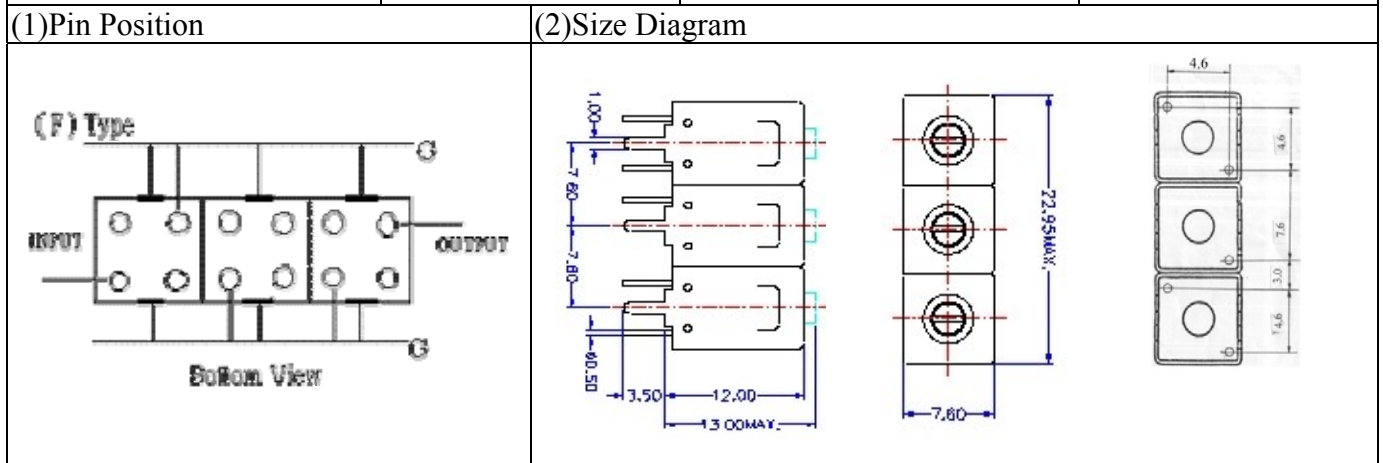 (1)Pin Position
(2)Size Diagram
(F) Type
G
INPUT
OUTPUT
G
Bottom View
1.00
7.60
7.60
Φ0.50
3.50
12.00
13.00MAX.
22.95MAX.
7.60
4.6
4.6
7.6
3.0
4.6